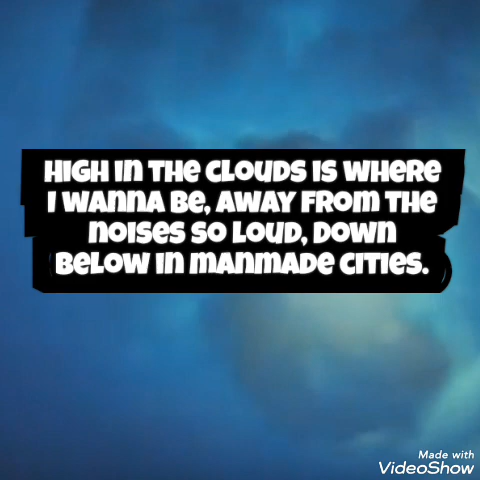 HIGH IN THE CLOUDS IS WHERE
I WANNA BE, AWAY FROM THE
NOISES SO LOUD, DOWN
BELOW IN MANMADE CITIES.
Made with
VideoShow